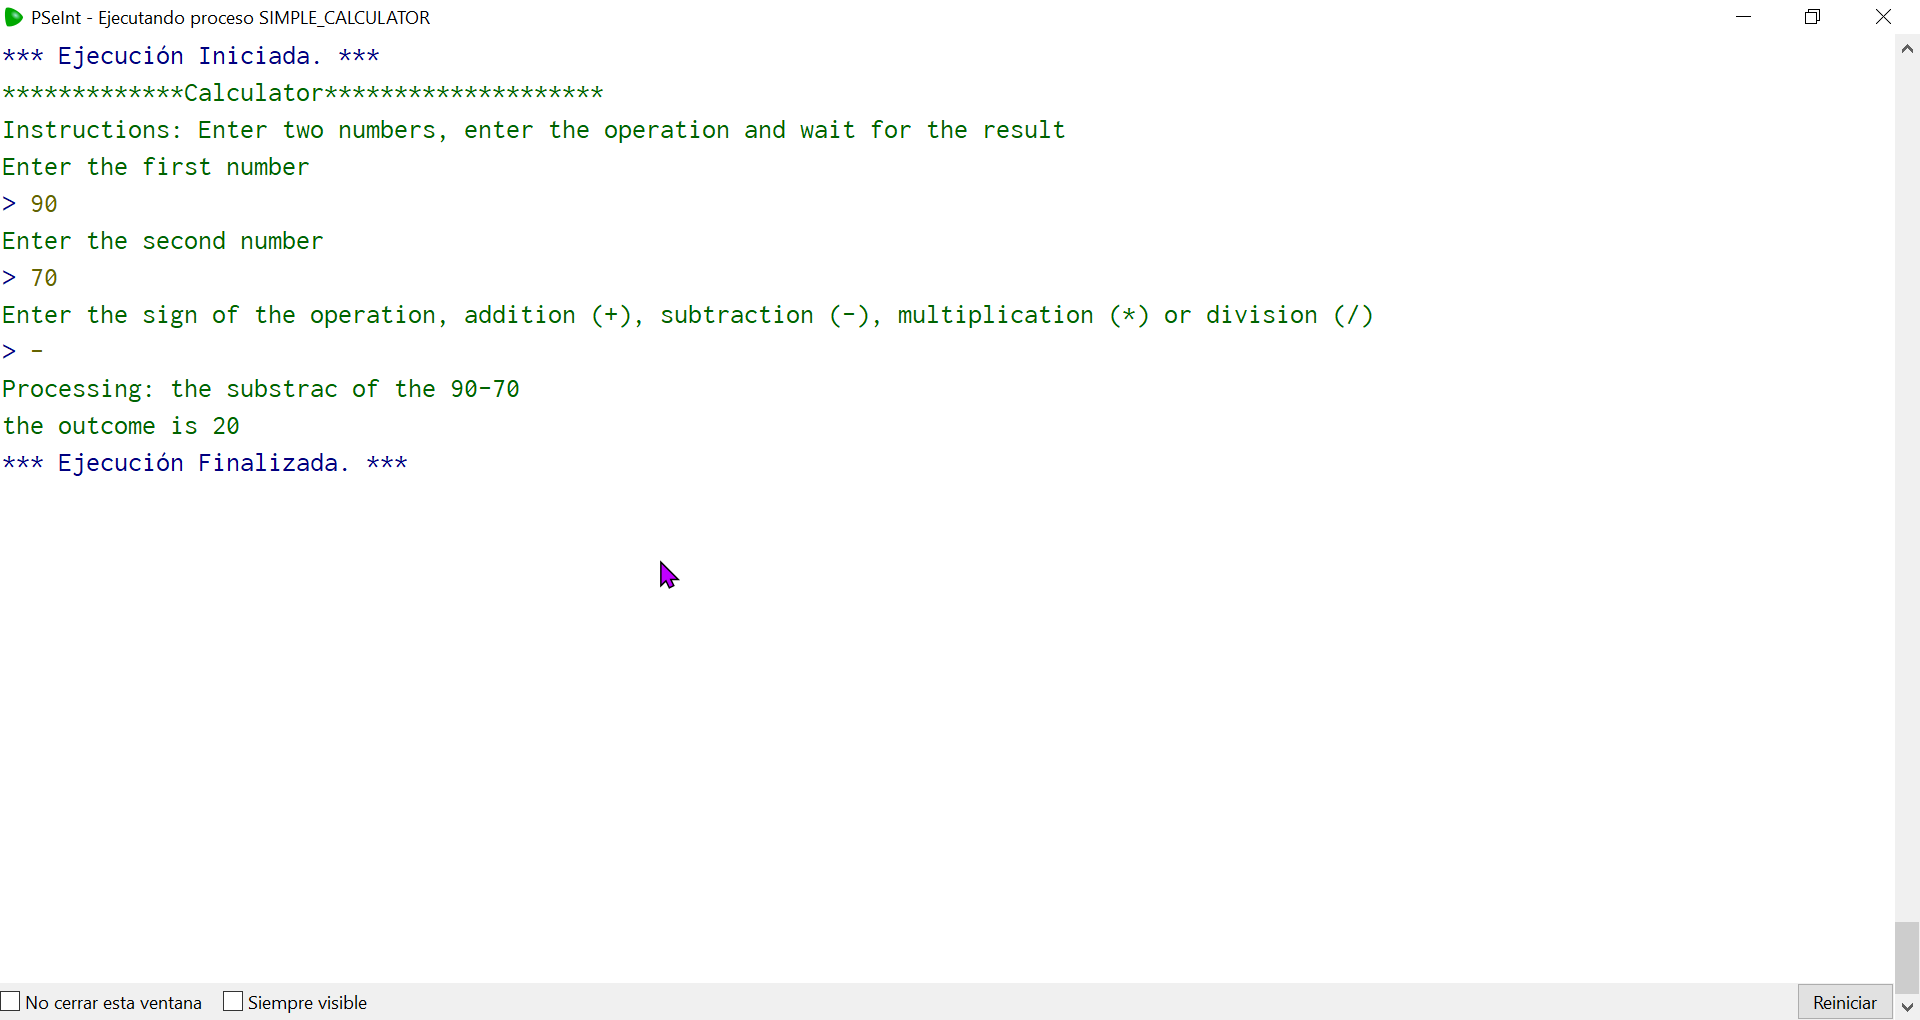 PSeInt - Ejecutando proceso SIMPLE_CALCULATOR
*** Ejecución Iniciada. ***
*************Calculator********************
Instructions: Enter two numbers, enter the operation and wait for the result
Enter the first number
> 90
Enter the second number
> 70
Enter the sign of the operation, addition (+), subtraction (-), multiplication (*) or division (/)
> -
Processing: the substrac of the 90-70
the outcome is 20
*** Ejecución Finalizada. ***
No cerrar esta ventana Siempre visible Reiniciar